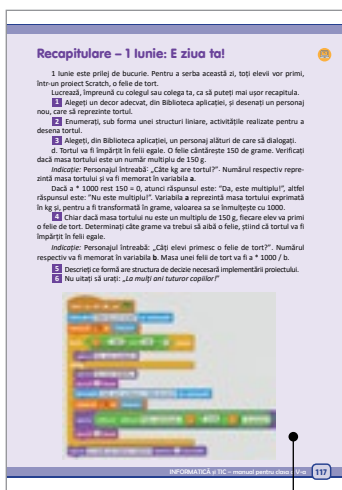 Recapitulare – 1 Iunie: E ziua ta!
1 Iunie este prilej de bucurie. Pentru a serba această zi, toți elevii vor primi,
într-un proiect Scratch, o felie de tort.
Lucrează, împreună cu colegul sau colega ta, ca să puteți mai ușor recapitula.
1 Alegeți un decor adecvat, din Biblioteca aplicației, și desenați un personaj
nou, care să reprezinte tortul.
2 Enumerați, sub forma unei structuri liniare, activitățile realizate pentru a
desena tortul.
3 Alegeți, din Biblioteca aplicației, un personaj alături de care să dialogați.
d. Tortul va fi împărțit în felii egale. O felie cântărește 150 de grame. Verificați
dacă masa tortului este un număr multiplu de 150 g.
Indicație: Personajul întreabă: „Câte kg are tortul?”. Numărul respectiv repre-
zintă masa tortului și va fi memorat în variabila a.
Dacă a * 1000 rest 150 = 0, atunci răspunsul este: "Da, este multiplu!", altfel
răspunsul este: "Nu este multiplu!". Variabila a reprezintă masa tortului exprimată
în kg și, pentru a fi transformată în grame, valoarea sa se înmulțește cu 1000.
4 Chiar dacă masa tortului nu este un multiplu de 150 g, fiecare elev va primi
o felie de tort. Determinați câte grame va trebui să aibă o felie, știind că tortul va fi
împărțit în felii egale.
Indicație: Personajul întreabă: „Câți elevi primesc o felie de tort?”. Numărul
respectiv va fi memorat în variabila b. Masa unei felii de tort va fi a * 1000 / b.
5 Descrieți ce formă are structura de decizie necesară implementării proiectului.
6 Nu uitați să urați: „La mulți ani tuturor copiilor!”
INFORMATICĂ și TIC – manual pentru clasa a V-a 117